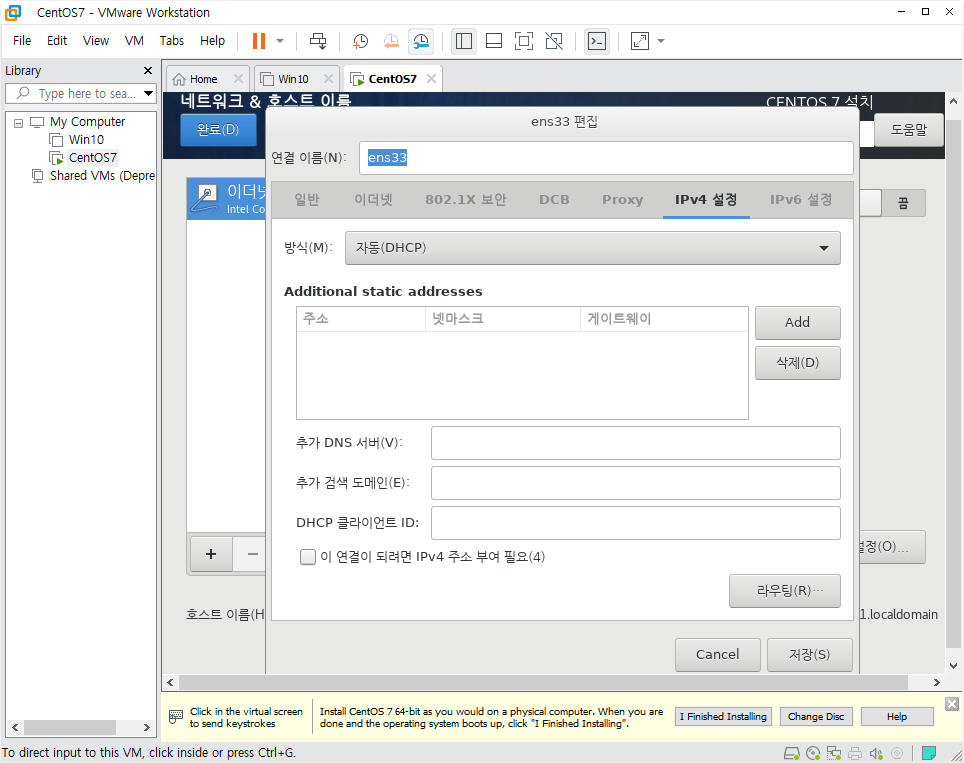 CentOS7 - VMware Workstation
File Edit View VM Tabs Help
Library
Type here to sea...
My Computer
Win10
CentOS7
Shared VMs (Depre
Home
Win10
CentOS7
네트워크 & 호스트 이름
CENTOS 7 설치
완료(D)
도움말
ens33 편집
연결 이름(N):
ens33
이더넷
Intel Co
끔
일반 이더넷 802.1X 보안 DCB Proxy IPv4 설정 IPv6 설정
방식(M):
자동(DHCP)
Additional static addresses
주소 넷마스크 게이트웨이
Add
삭제(D)
추가 DNS 서버(V):
추가 검색 도메인(E):
DHCP 클라이언트 ID:
+ −
이 연결이 되려면 IPv4 주소 부여 필요(4)
설정(O)...
라우팅(R)…
호스트 이름(H
1.localdomain
Cancel
저장(S)
Click in the virtual screen
to send keystrokes
Install CentOS 7 64-bit as you would on a physical computer. When you are
done and the operating system boots up, click "I Finished Installing".
I Finished Installing
Change Disc
Help
To direct input to this VM, click inside or press Ctrl+G.